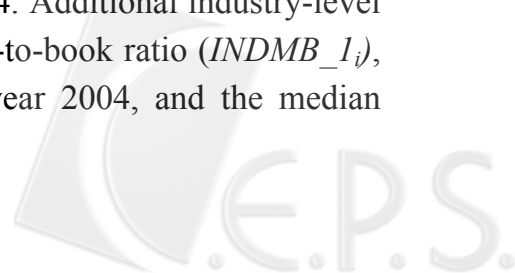 4. Additional industry-level
-to-book ratio (INDMB_1i),
year 2004, and the median
C.E.P.S.